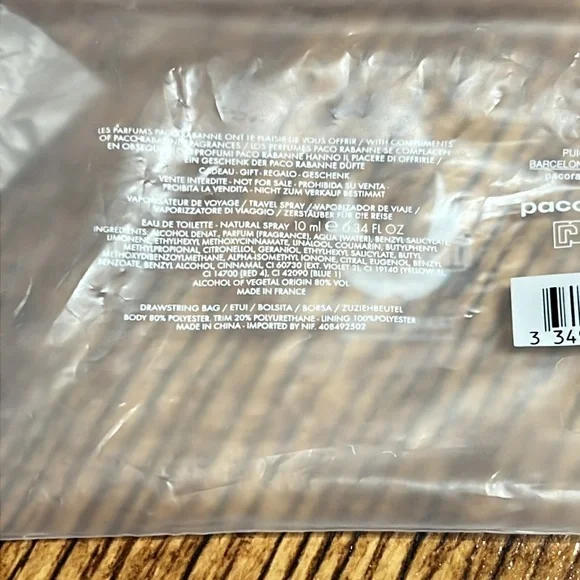 LES PARFUMS PACO RABANNE ONT LE PLAISIR DE VOUS OFFRIR / WITH COMPLIMENTS
OF PACO RABANNE FRAGRANCES / LOS PERFUMES PACO RABANNE SE COMPLACEN
EN OBSEQUI PROFUMI PACO RABANNE HANNO IL PIACERE DI OFFRIRLE /
EIN GESCHENK DER PACO RABANNE DÜFTE
CADEAU - GIFT - REGALO - GESCHENK
VENTE INTERDITE - NOT FOR SALE - PROHIBIDA SU VENTA
PROIBITA LA VENDITA - NICHT ZUM VERKAUF BESTIMMT
VAPORISATEUR DE VOYAGE / TRAVEL SPRAY / VAPORIZADOR DE VIAJE /
VAPORIZZATORE DI VIAGGIO / ZERSTÄUBER FÜR DIE REISE
EAU DE TOILETTE - NATURAL SPRAY 10 ml e 0.34 FL OZ
INGREDIENTS: ALCOHOL DENAT., PARFUM (FRAGRANCE), AQUA (WATER), BENZYL SALICYLATE,
LIMONENE, ETHYLHEXYL METHOXYCINNAMATE, LINALOOL, COUMARIN, BUTYLPHENYL
METHYLPROPIONAL, CITRONELLOL, GERANIOL, ETHYLHEXYL SALICYLATE, BUTYL
METHOXYDIBENZOYLMETHANE, ALPHA-ISOMETHYL IONONE, CITRAL, EUGENOL, BENZYL
BENZOATE, BENZYL ALCOHOL, CINNAMAL, CI 60730 (EXT. VIOLET 2), CI 19140 (YELLOW 5),
CI 14700 (RED 4), CI 42090 (BLUE 1)
ALCOHOL OF VEGETAL ORIGIN 80% VOL.
MADE IN FRANCE
DRAWSTRING BAG / ETUI / BOLSITA / BORSA / ZUZIEHBEUTEL
BODY 80% POLYESTER. TRIM 20% POLYURETHANE - LINING 100%POLYESTER
MADE IN CHINA - IMPORTED BY NIF. 40B492502
PUI
BARCELON
pacora
paco
3 349